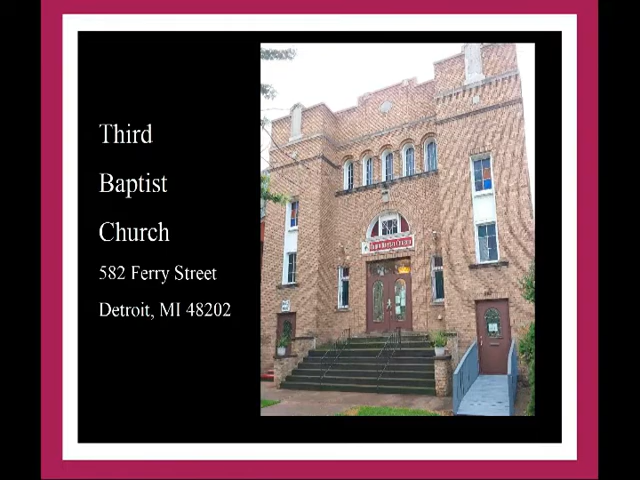 Third
Baptist
Church
582 Ferry Street
Detroit, MI 48202